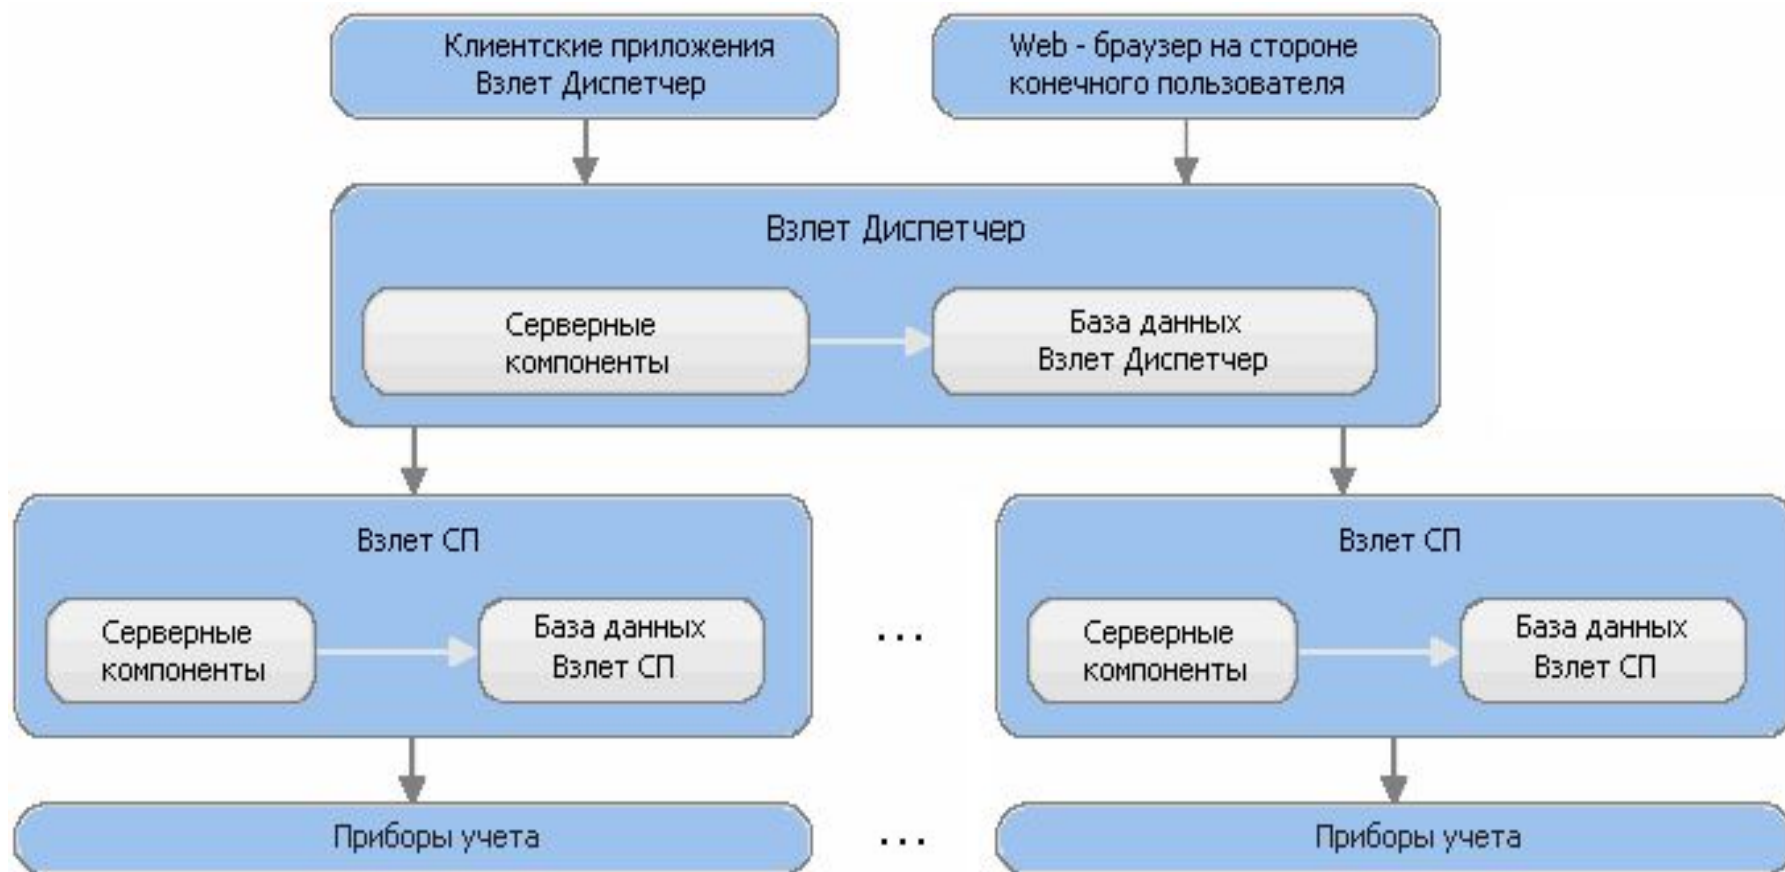 Клиентские приложения
Взлет Диспетчер
Web - браузер на стороне
конечного пользователя
Взлет Диспетчер
Серверные
компоненты
База данных
Взлет Диспетчер
Взлет СП
Серверные
компоненты
База данных
Взлет СП
...
Взлет СП
Серверные
компоненты
База данных
Взлет СП
Приборы учета
...
Приборы учета